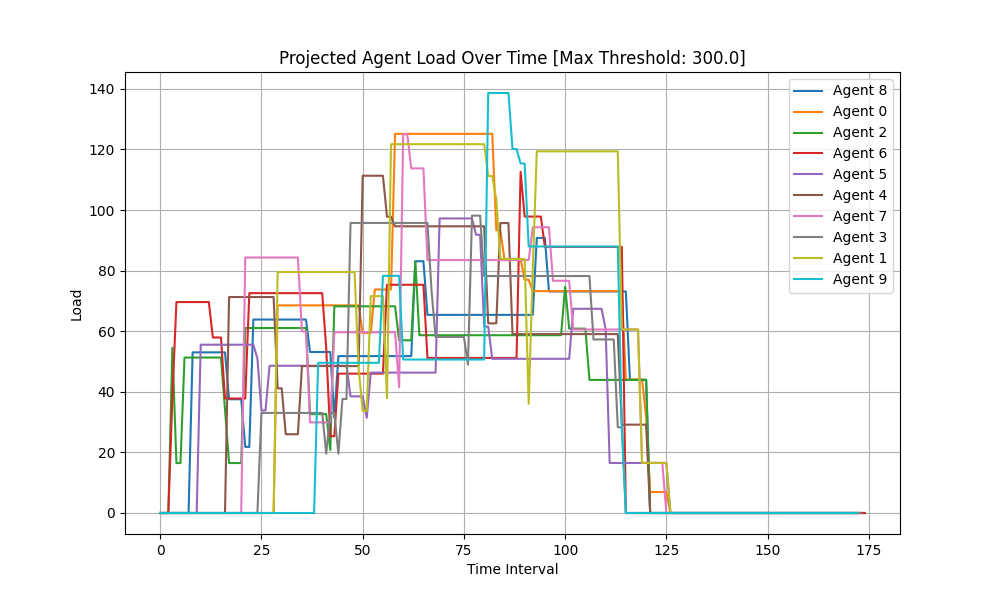 Projected Agent Load Over Time [Max Threshold: 300.0]
Load
140
120
100
80
60
40
20
0
0 25 50 75 100 125 150 175
Time Interval
Agent 8
Agent 0
Agent 2
Agent 6
Agent 5
Agent 4
Agent 7
Agent 3
Agent 1
Agent 9